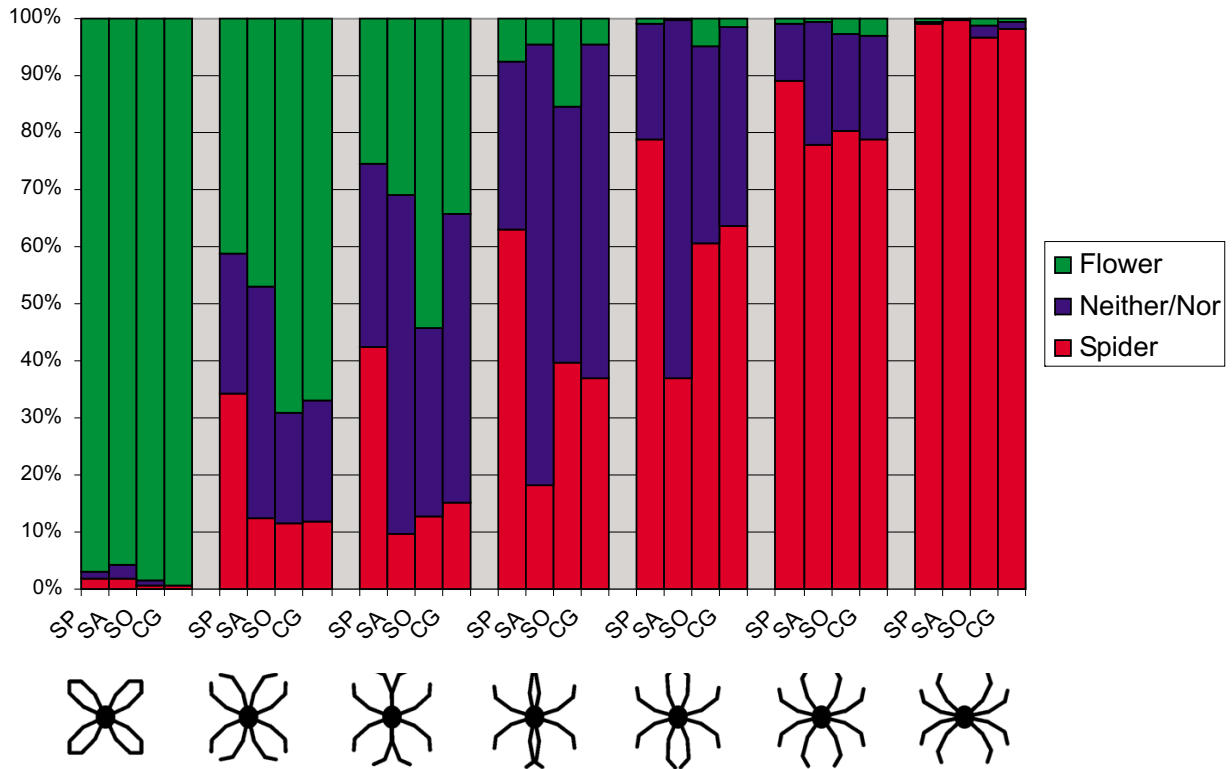 100%
90%
80%
70%
60%
50%
40%
30%
20%
10%
0%
Flower
Neither/Nor
Spider
SP SA SO CG SP SA SO CG SP SA SO CG SP SA SO CG SP SA SO CG SP SA SO CG SP SA SO CG